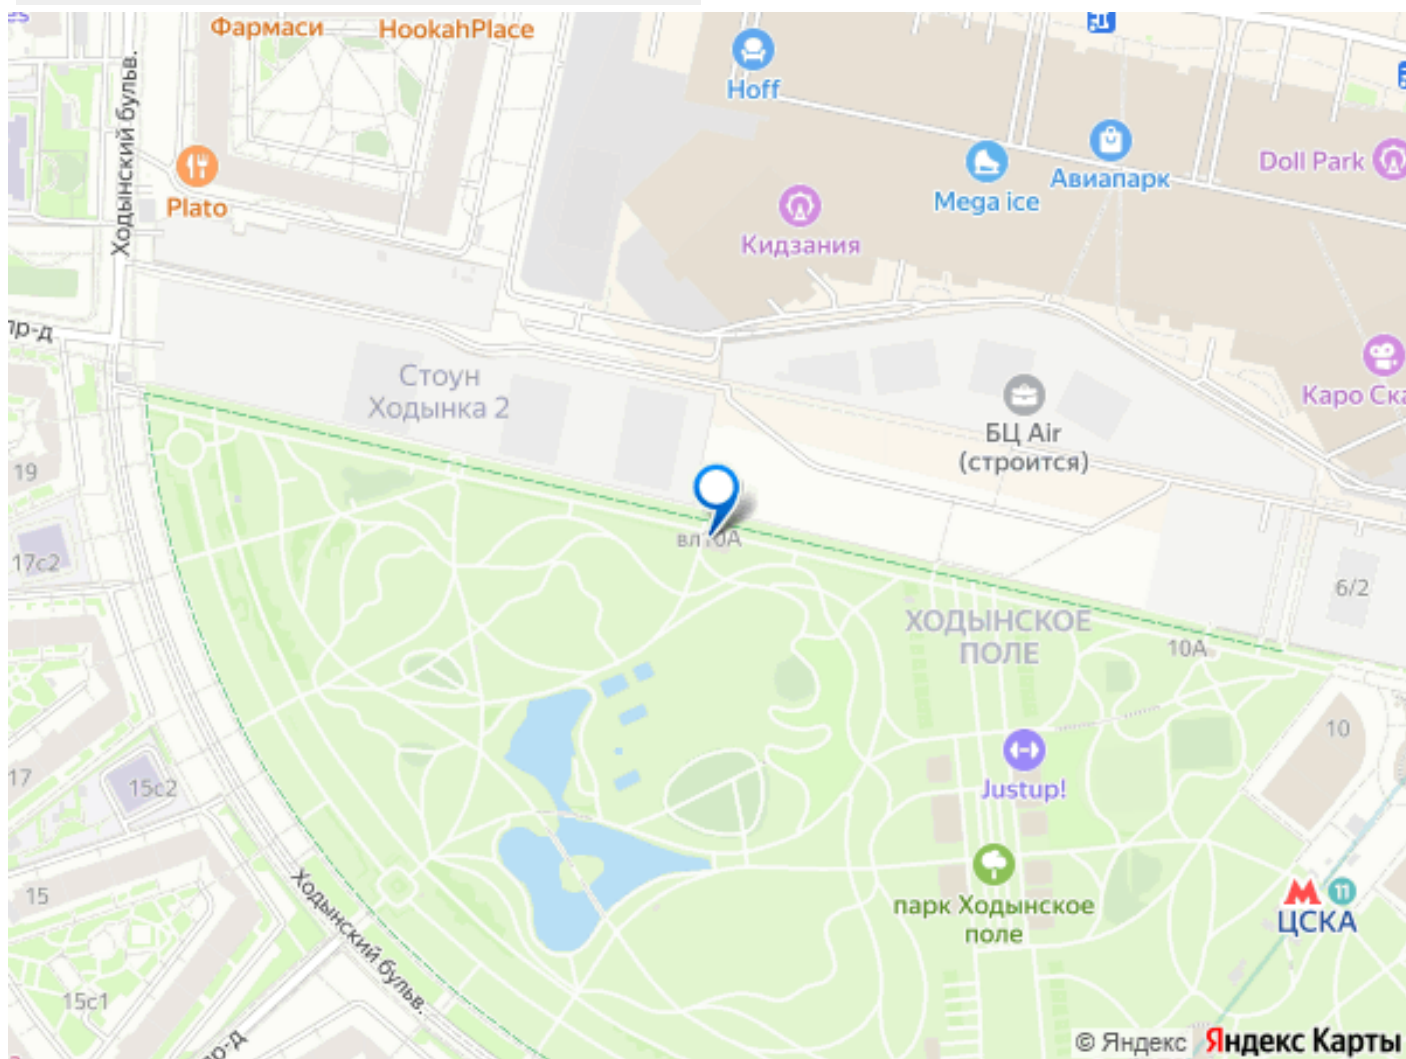 Фармаси
HookahPlace
Hoff
Ходынский бульв.
Plato
Mega ice
Авиапарк
Doll Park
Кидзания
пр-д
Стоун
Ходынка 2
БЦ Air
(строится)
Каро Ска
19
вл10А
17с2
6/2
ХОДЫНСКОЕ
ПОЛЕ
10А
10
17
15с2
Justup!
15
Ходынский бульв.
парк Ходынское
поле
М 11
ЦСКА
15с1
© Яндекс Яндекс Карты